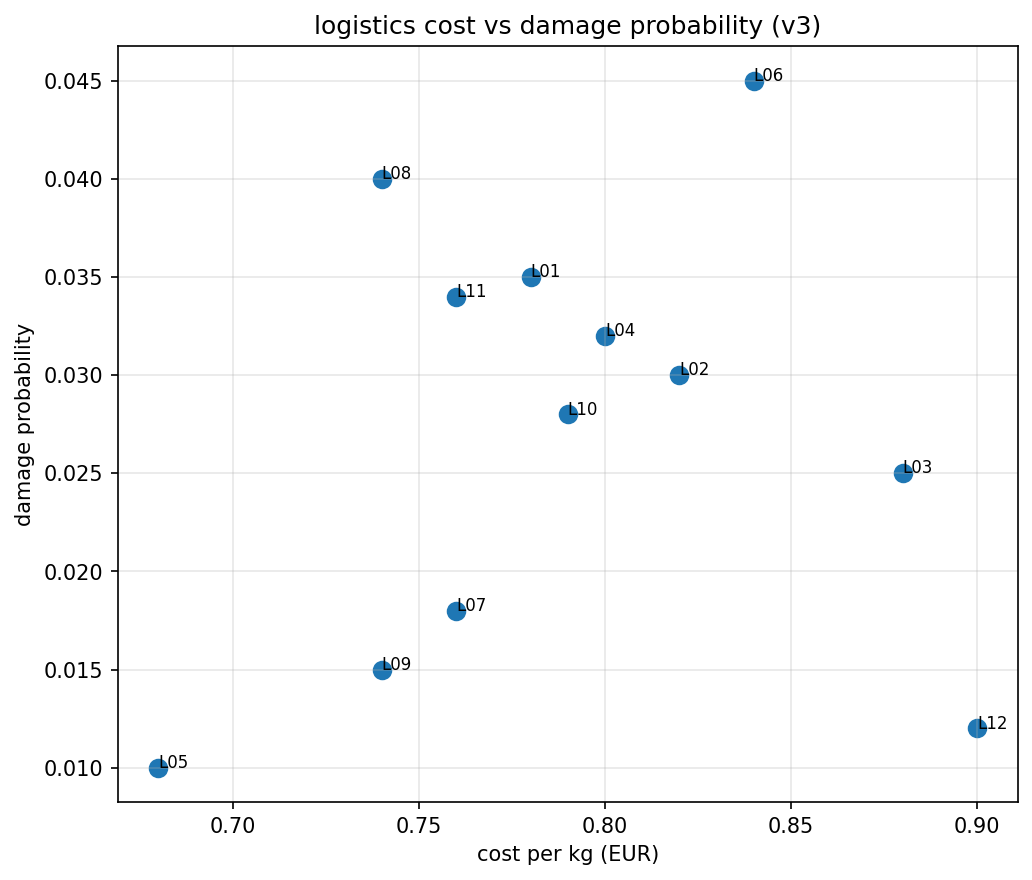 logistics cost vs damage probability (v3)
0.045
0.040
0.035
0.030
0.025
0.020
0.015
0.010
damage probability
L06
L08
L01
L11
L04
L02
L10
L03
L07
L09
L12
L05
0.70 0.75 0.80 0.85 0.90
cost per kg (EUR)